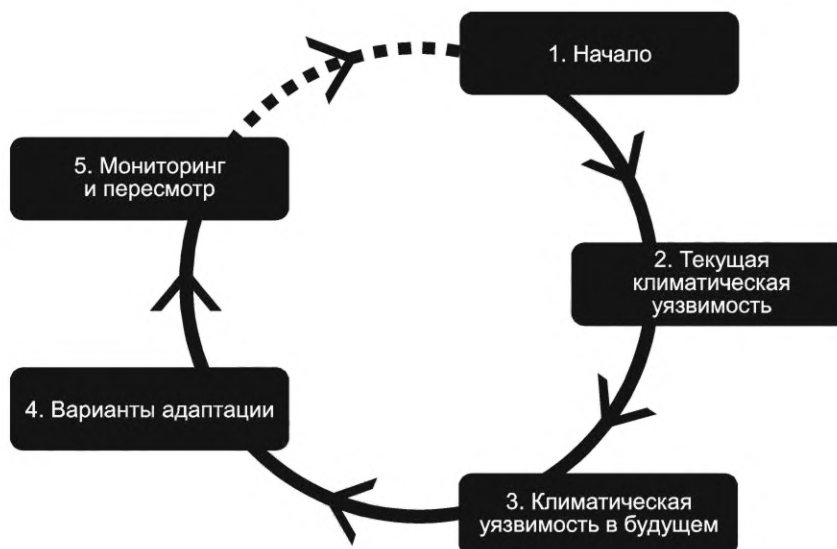 1. Начало
2. Текущая
климатическая
уязвимость
3. Климатическая
уязвимость в будущем
4. Варианты адаптации
5. Мониторинг
и пересмотр